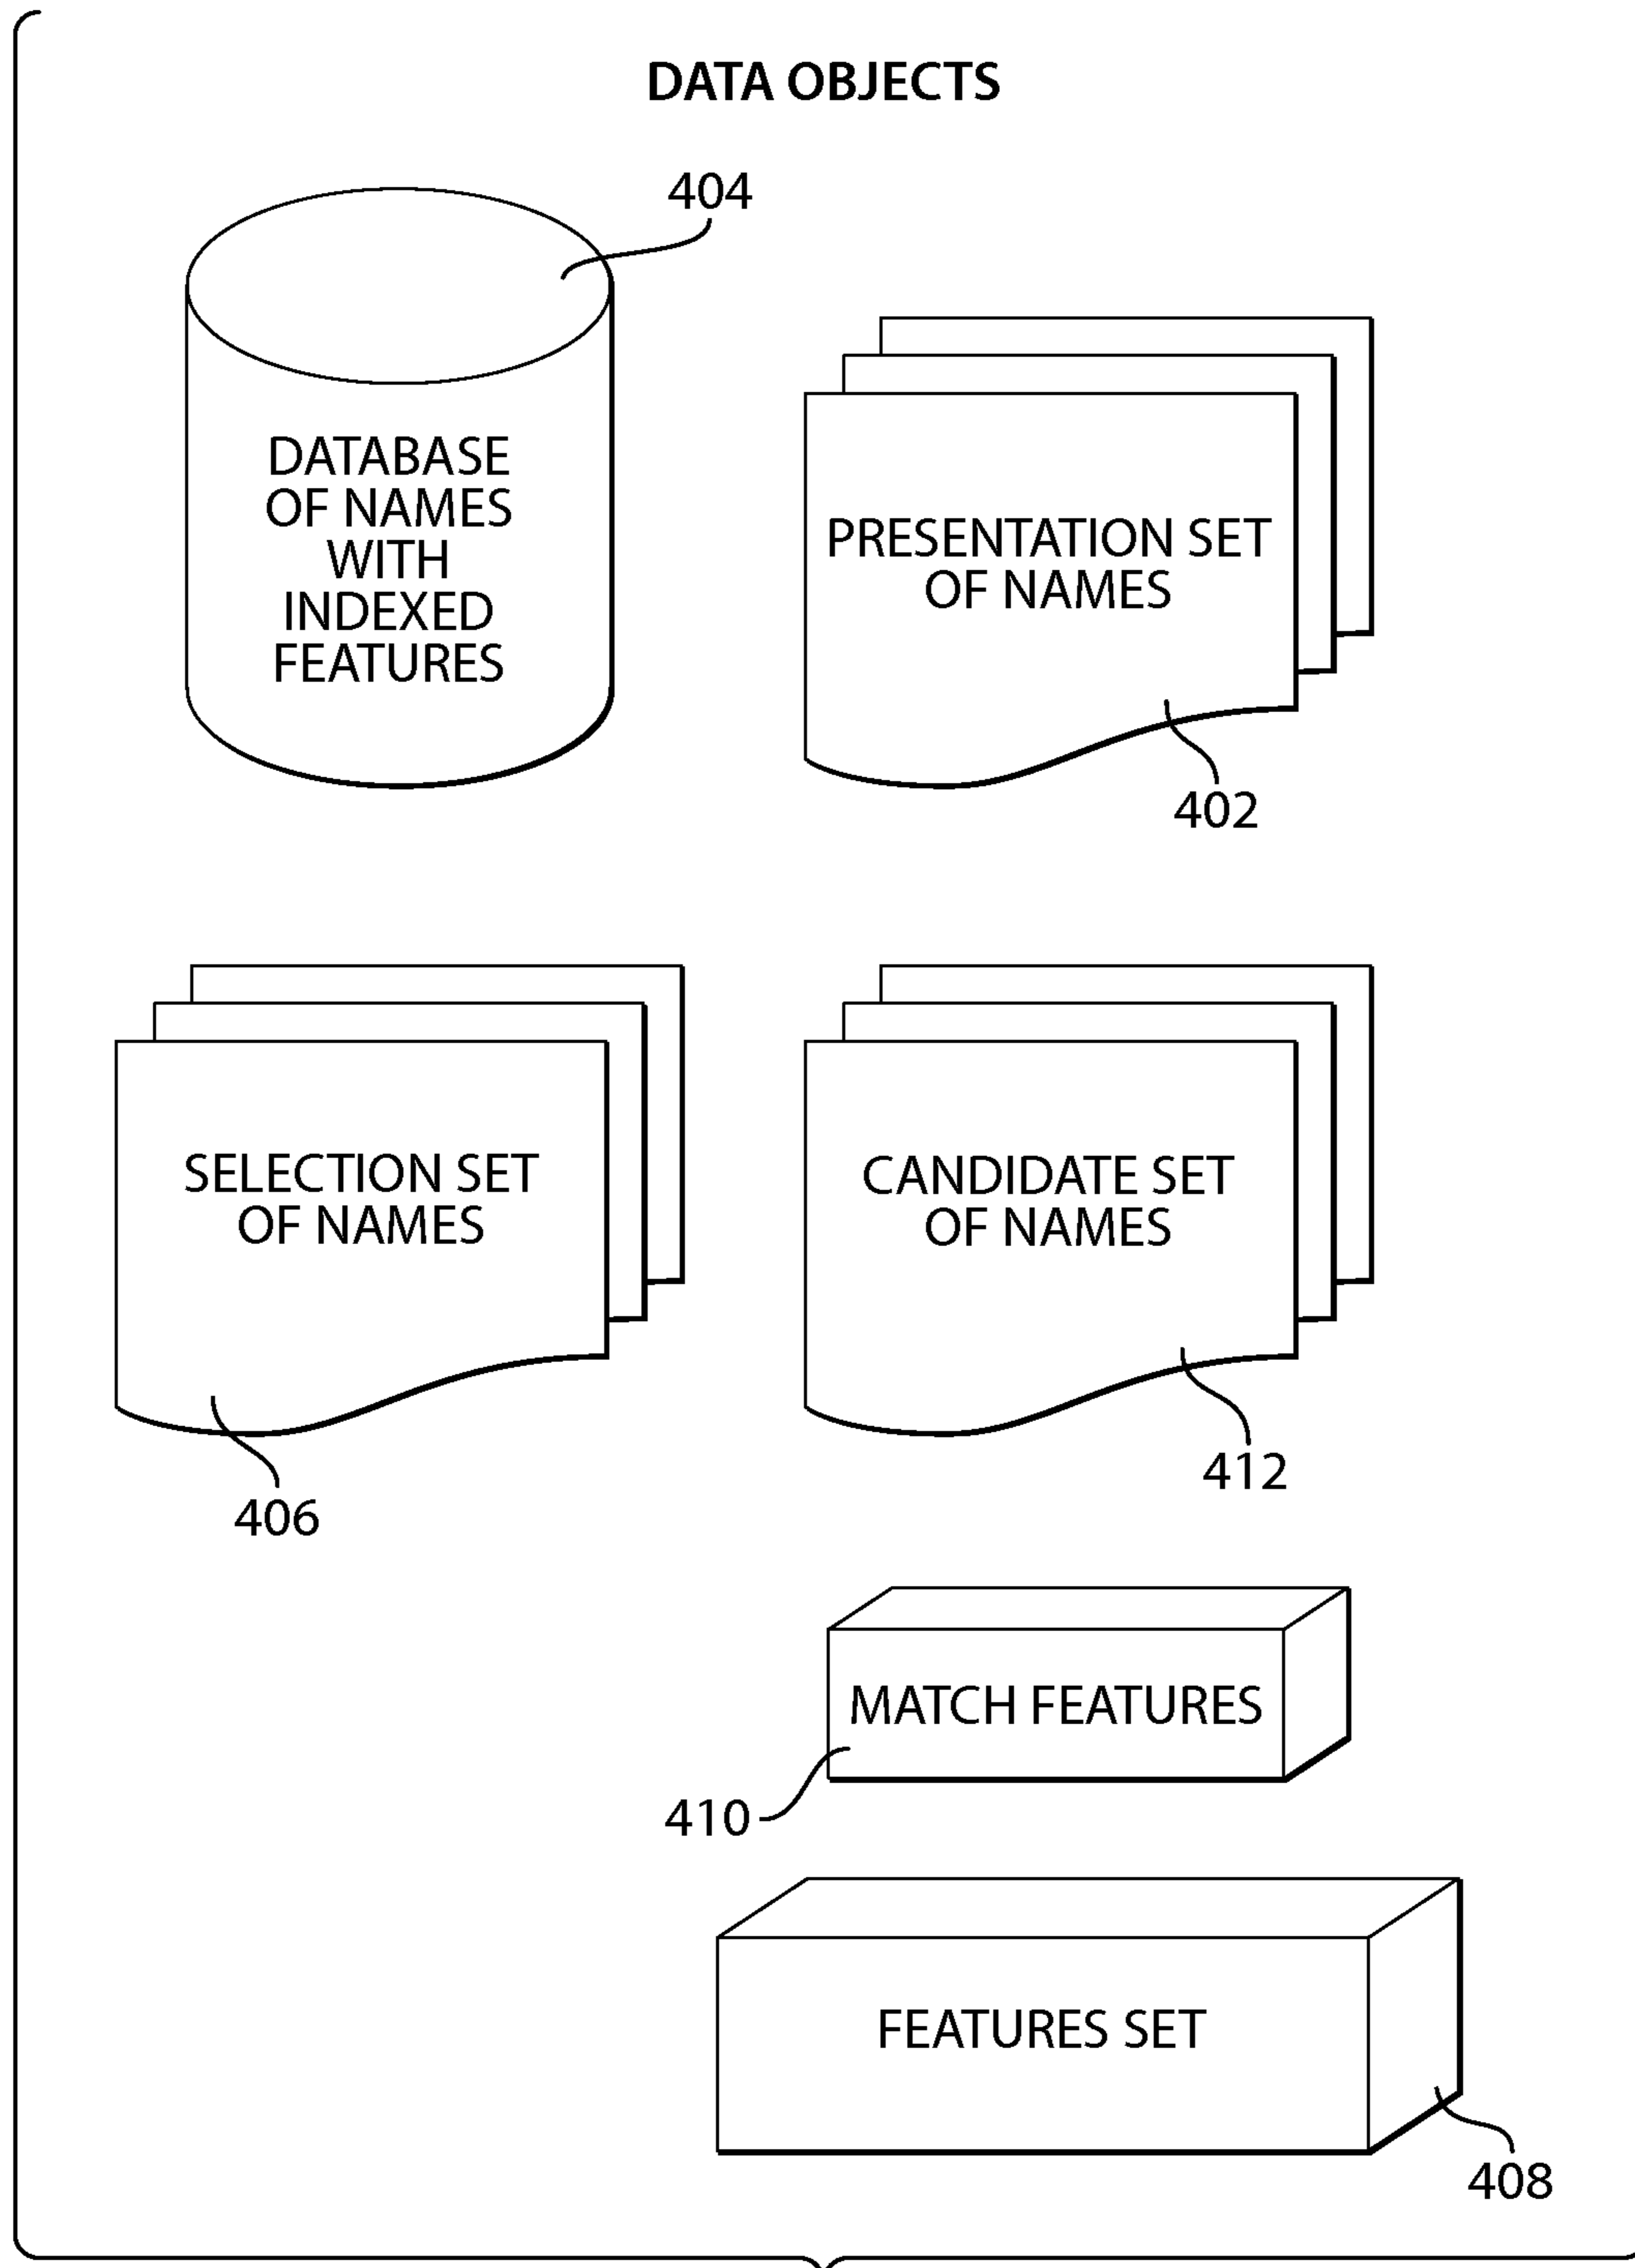 DATA OBJECTS
404
DATABASE
OF NAMES
WITH
INDEXED
FEATURES
PRESENTATION SET
OF NAMES
402
SELECTION SET
OF NAMES
406
CANDIDATE SET
OF NAMES
412
MATCH FEATURES
410
FEATURES SET
408